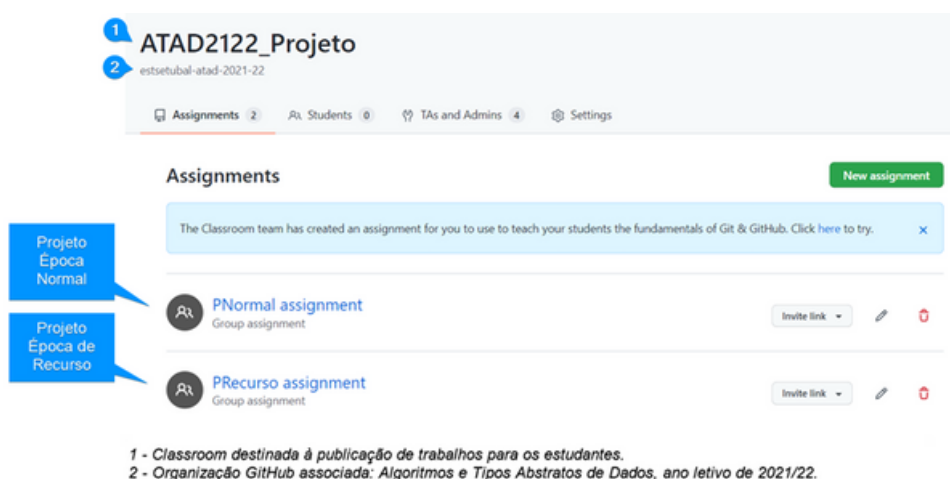 1
ATAD2122_Projeto
2
estsetubal-atad-2021-22
Assignments 2 Students 0 TAs and Admins 4 Settings
Assignments
New assignment
The Classroom team has created an assignment for you to use to teach your students the fundamentals of Git & GitHub. Click here to try.
Projeto
Época
Normal
PNormal assignment
Group assignment
Invite link
Projeto
Época de
Recurso
PRecurso assignment
Group assignment
Invite link
1 - Classroom destinada à publicação de trabalhos para os estudantes.
2 - Organização GitHub associada: Algoritmos e Tipos Abstratos de Dados, ano letivo de 2021/22.